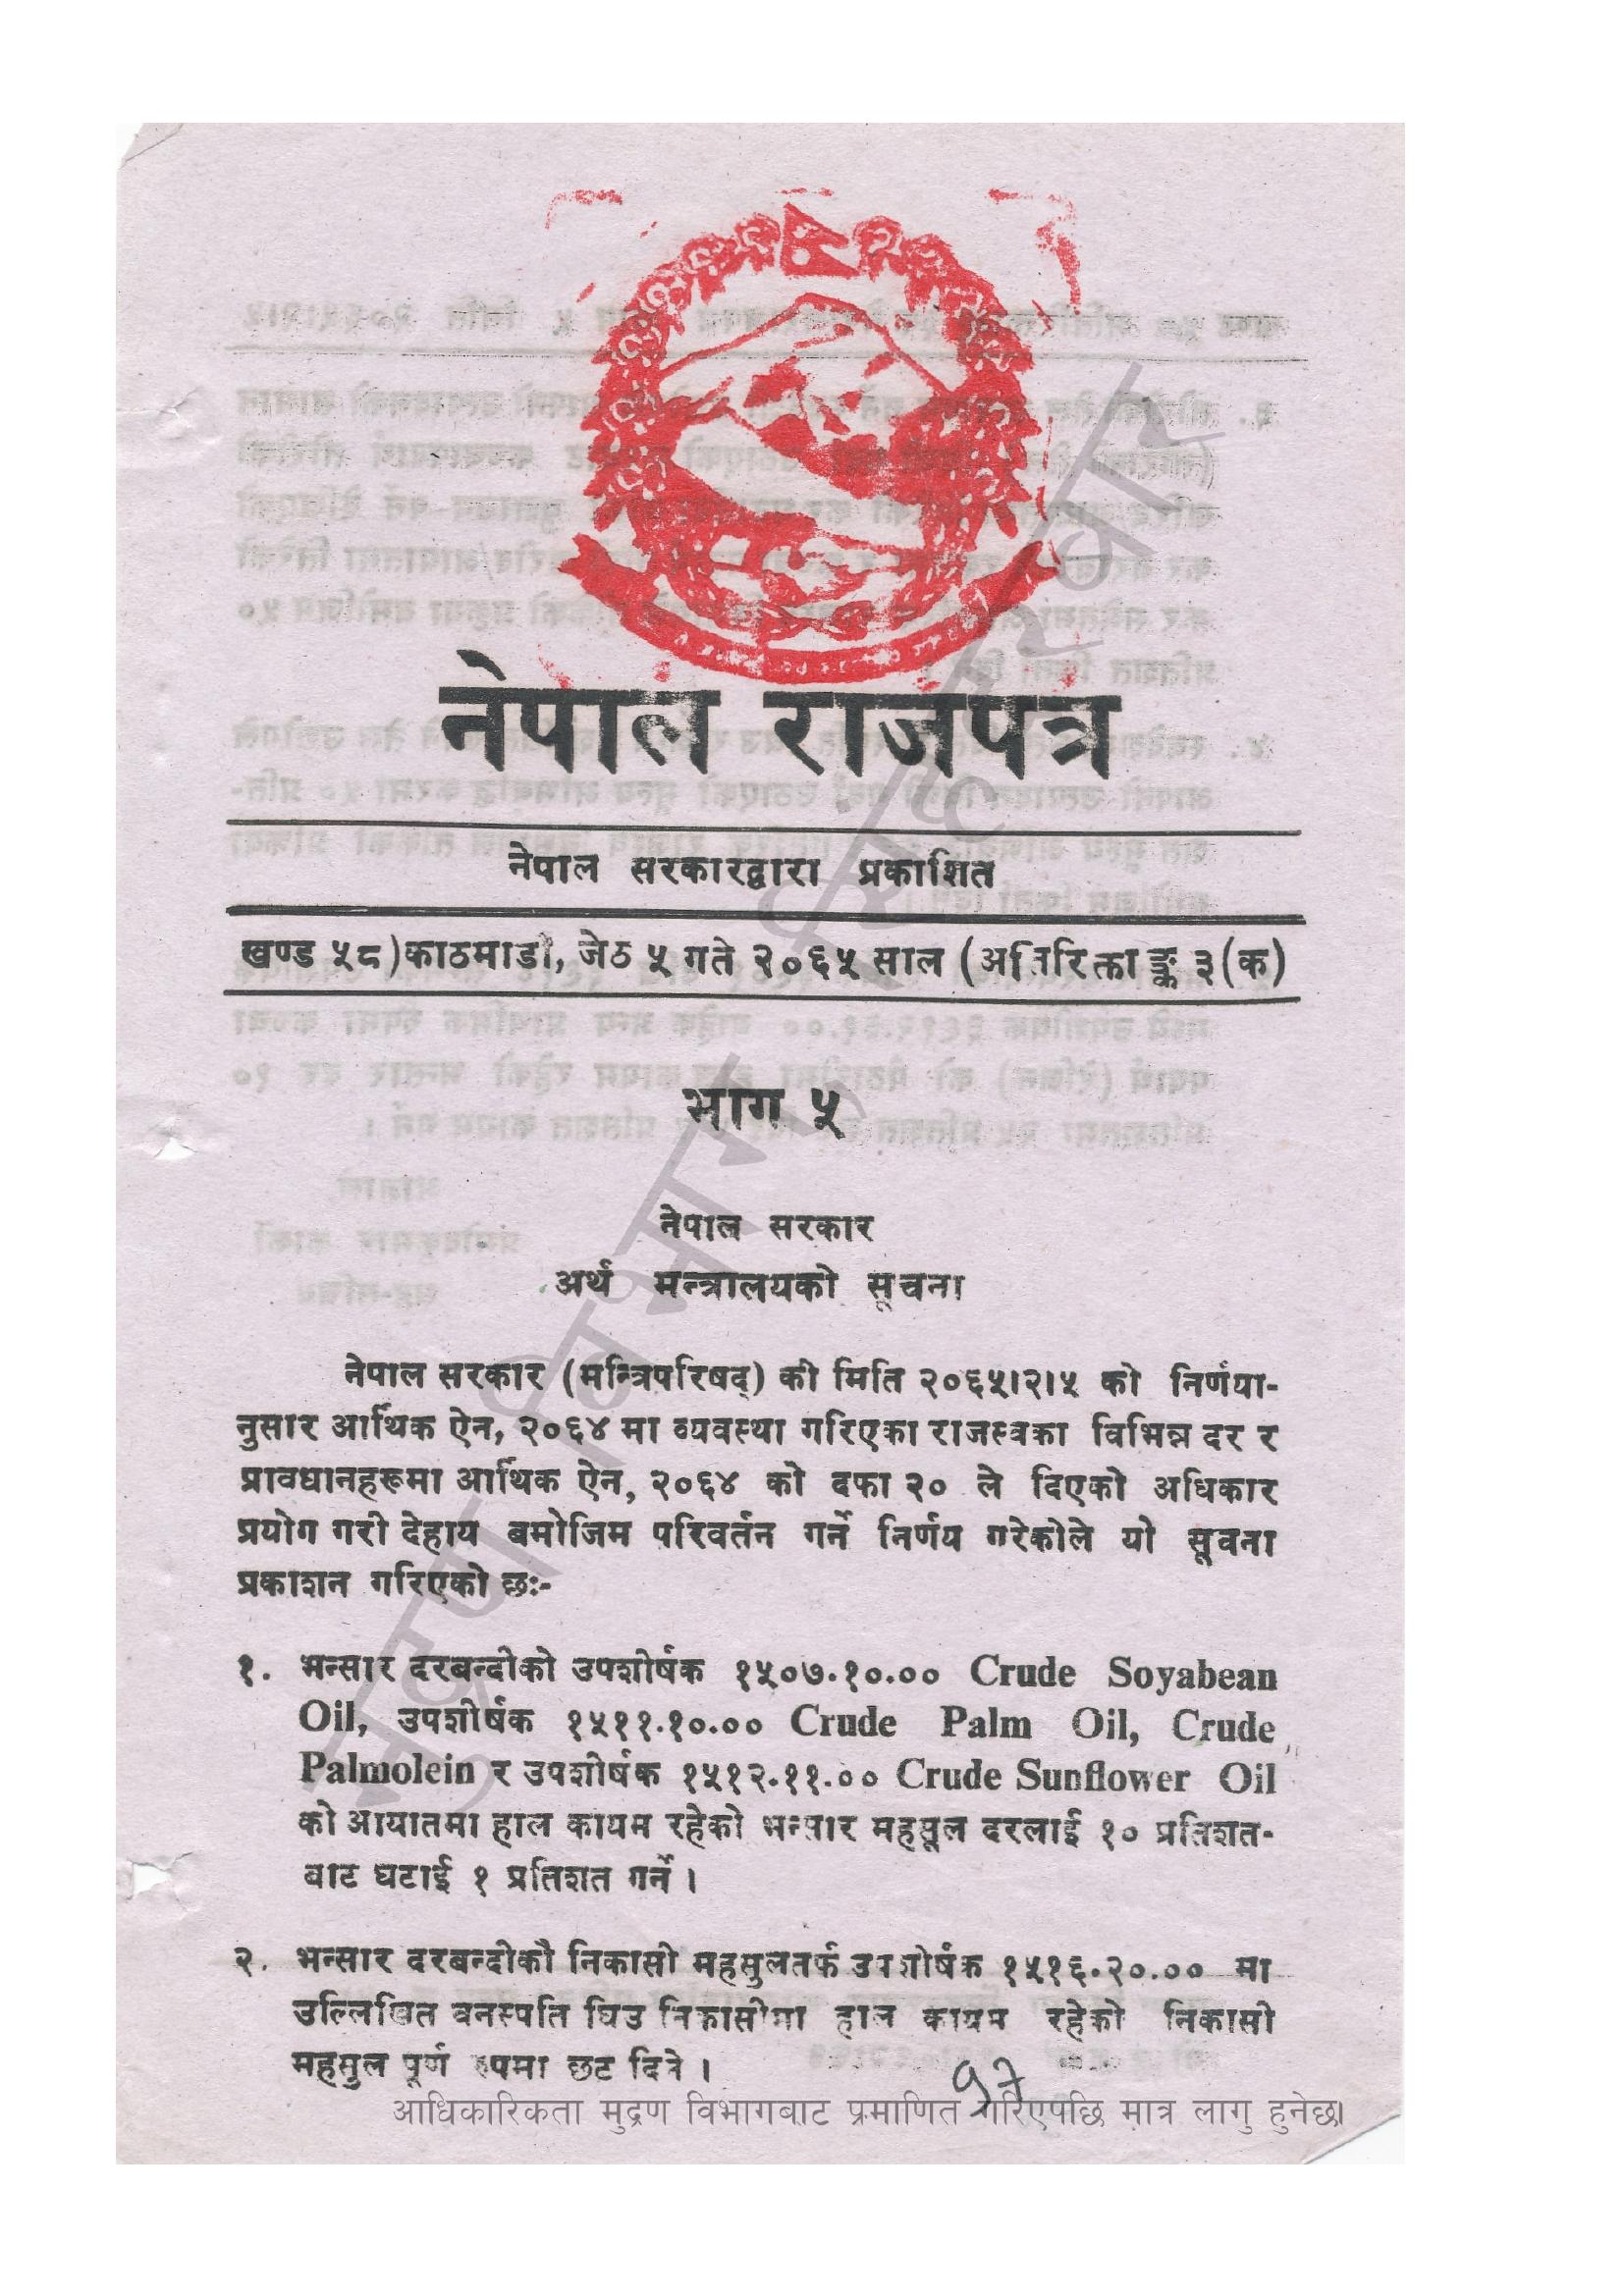 नेपाल राजपत्र
नेपाल सरकारद्वारा प्रकाशित
खण्ड ५८) काठमाडौं, जेठ ५ गते २०६५ साल (अतिरिक्ताङ्क ३(क)
भाग ५
नेपाल सरकार
अर्थ मन्त्रालयको सूचना
नेपाल सरकार (मन्त्रिपरिषद्) को मिति २०६५।२।५ को निर्णया-
नुसार आर्थिक ऐन, २०६४ मा व्यवस्था गरिएका राजस्वका विभिन्न दर र
प्रावधानहरूमा आर्थिक ऐन, २०६४ को दफा २० ले दिएको अधिकार
प्रयोग गरी देहाय बमोजिम परिवर्तन गर्ने निर्णय गरेकोले यो सूचना
प्रकाशन गरिएको छः-
१. भन्सार दरबन्दीको उपशीर्षक १५०७.१०.०० Crude Soyabean
Oil, उपशीर्षक १५११.१०.०० Crude Palm Oil, Crude
Palmolein र उपशीर्षक १५१२.११.०० Crude Sunflower Oil
को आयातमा हाल कायम रहेको भन्सार महसूल दरलाई १० प्रतिशत-
बाट घटाई १ प्रतिशत गर्ने ।
२. भन्सार दरबन्दीकौ निकासी महसुलतर्फ उपशीर्षक १५१६.२०.०० मा
उल्लिखित वनस्पति घिउ निकासीमा हाल कायम रहेको निकासी
महसुल पूर्ण रुपमा छुट दिने ।
९७
आधिकारिकता मुद्रण विभागबाट प्रमाणित गरिएपछि मात्र लागु हुनेछ।
मुद्रण विभाग, सिंहदरबार